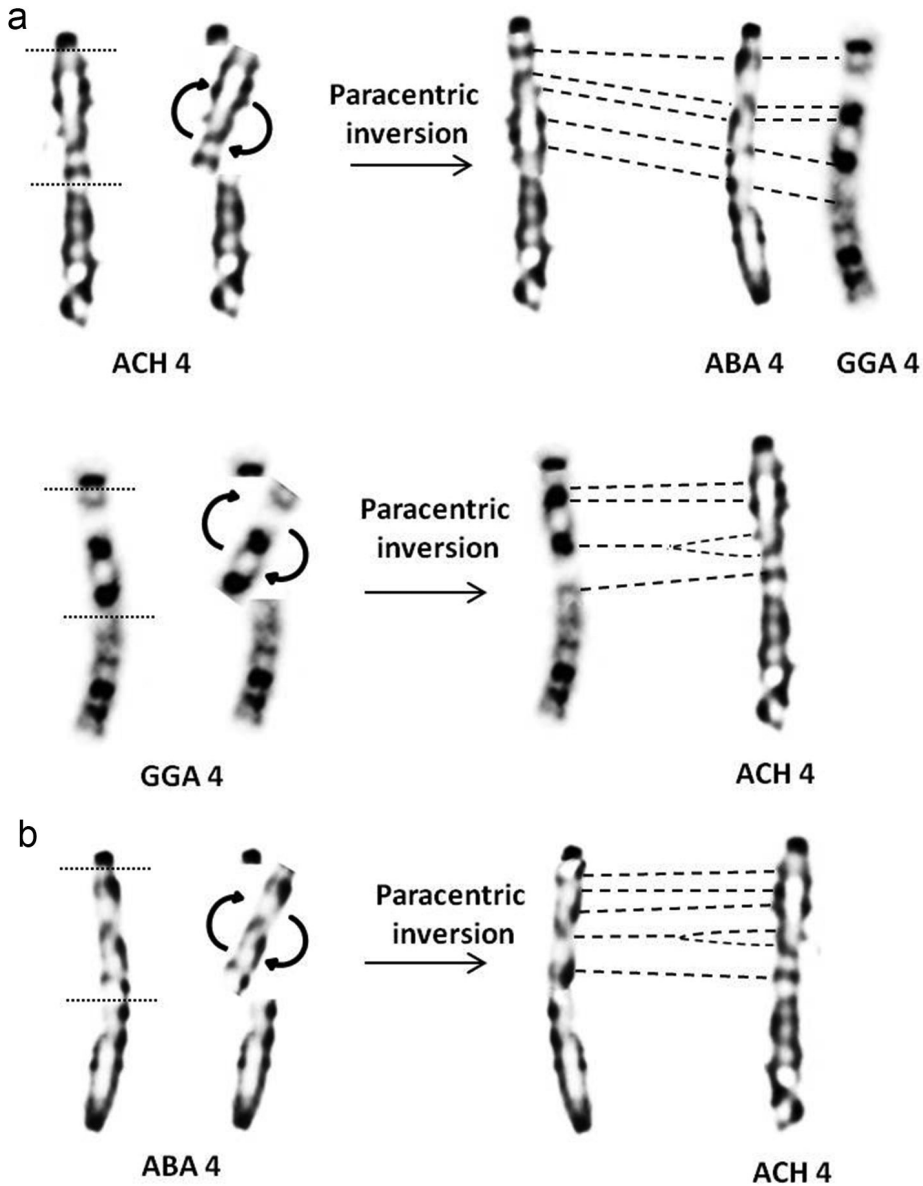 a
Paracentric
inversion
ACH 4
ABA 4
GGA 4
Paracentric
inversion
GGA 4
ACH 4
b
Paracentric
inversion
ABA 4
ACH 4